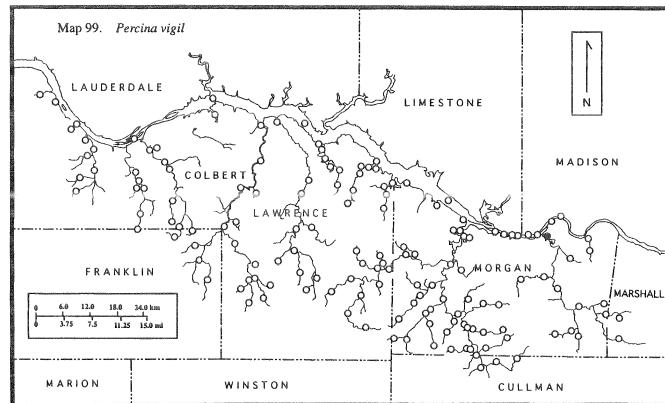 Map 99. Percina vigil
LAUDERDALE
LIMESTONE
N
MADISON
COLBERT
LAWRENCE
FRANKLIN
MORGAN
MARSHALL
0 6.0 12.0 18.0 24.0 km
0 3.75 7.5 11.25 15.0 mi
MARION
WINSTON
CULLMAN